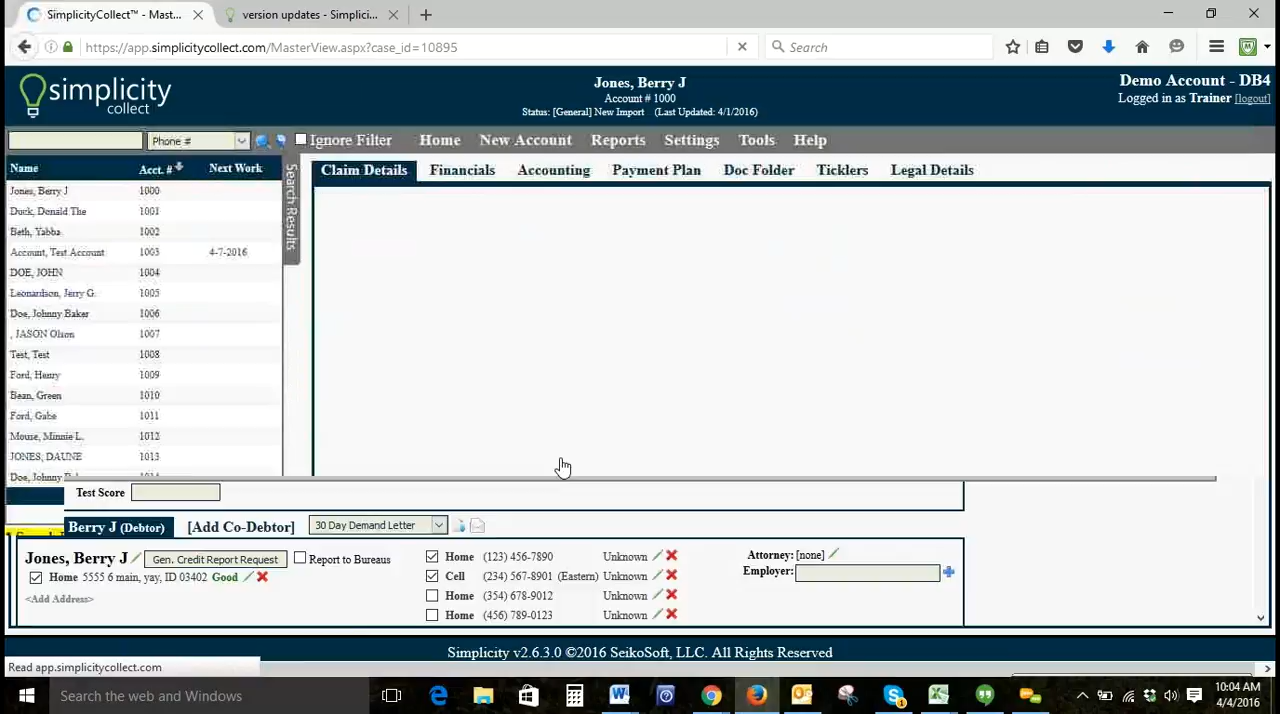 SimplicityCollect™ - Mast...
version updates - Simplici...
https://app.simplicitycollect.com/MasterView.aspx?case_id=10895
Search
simplicity
collect
Jones, Berry J
Account # 1000
Status: [General] New Import (Last Updated: 4/1/2016)
Demo Account - DB4
Logged in as Trainer [logout]
Phone #
Ignore Filter
Home
New Account
Reports
Settings
Tools
Help
Name
Acct. #
Next Work
Search Results
Claim Details
Financials
Accounting
Payment Plan
Doc Folder
Ticklers
Legal Details
Jones, Berry J 1000
Duck, Donald The 1001
Beth, Yabba 1002
Account, Test Account 1003 4-7-2016
DOE, JOHN 1004
Leonardson, Jerry G. 1005
Doe, Johnny Baker 1006
, JASON Olson 1007
Test, Test 1008
Ford, Henry 1009
Bean, Green 1010
Ford, Gabe 1011
Mouse, Minnie L. 1012
JONES, DAUNE 1013
Doe, Johnny
Test Score
Berry J (Debtor)
[Add Co-Debtor]
30 Day Demand Letter
Jones, Berry J
Gen. Credit Report Request
Report to Bureaus
Home 5555 6 main, yay, ID 03402 Good
<Add Address>
Home (123) 456-7890 Unknown
Cell (234) 567-8901 (Eastern) Unknown
Home (354) 678-9012 Unknown
Home (456) 789-0123 Unknown
Attorney: [none]
Employer:
Simplicity v2.6.3.0 ©2016 SeikoSoft, LLC. All Rights Reserved
Read app.simplicitycollect.com
Search the web and Windows
10:04 AM
4/4/2016